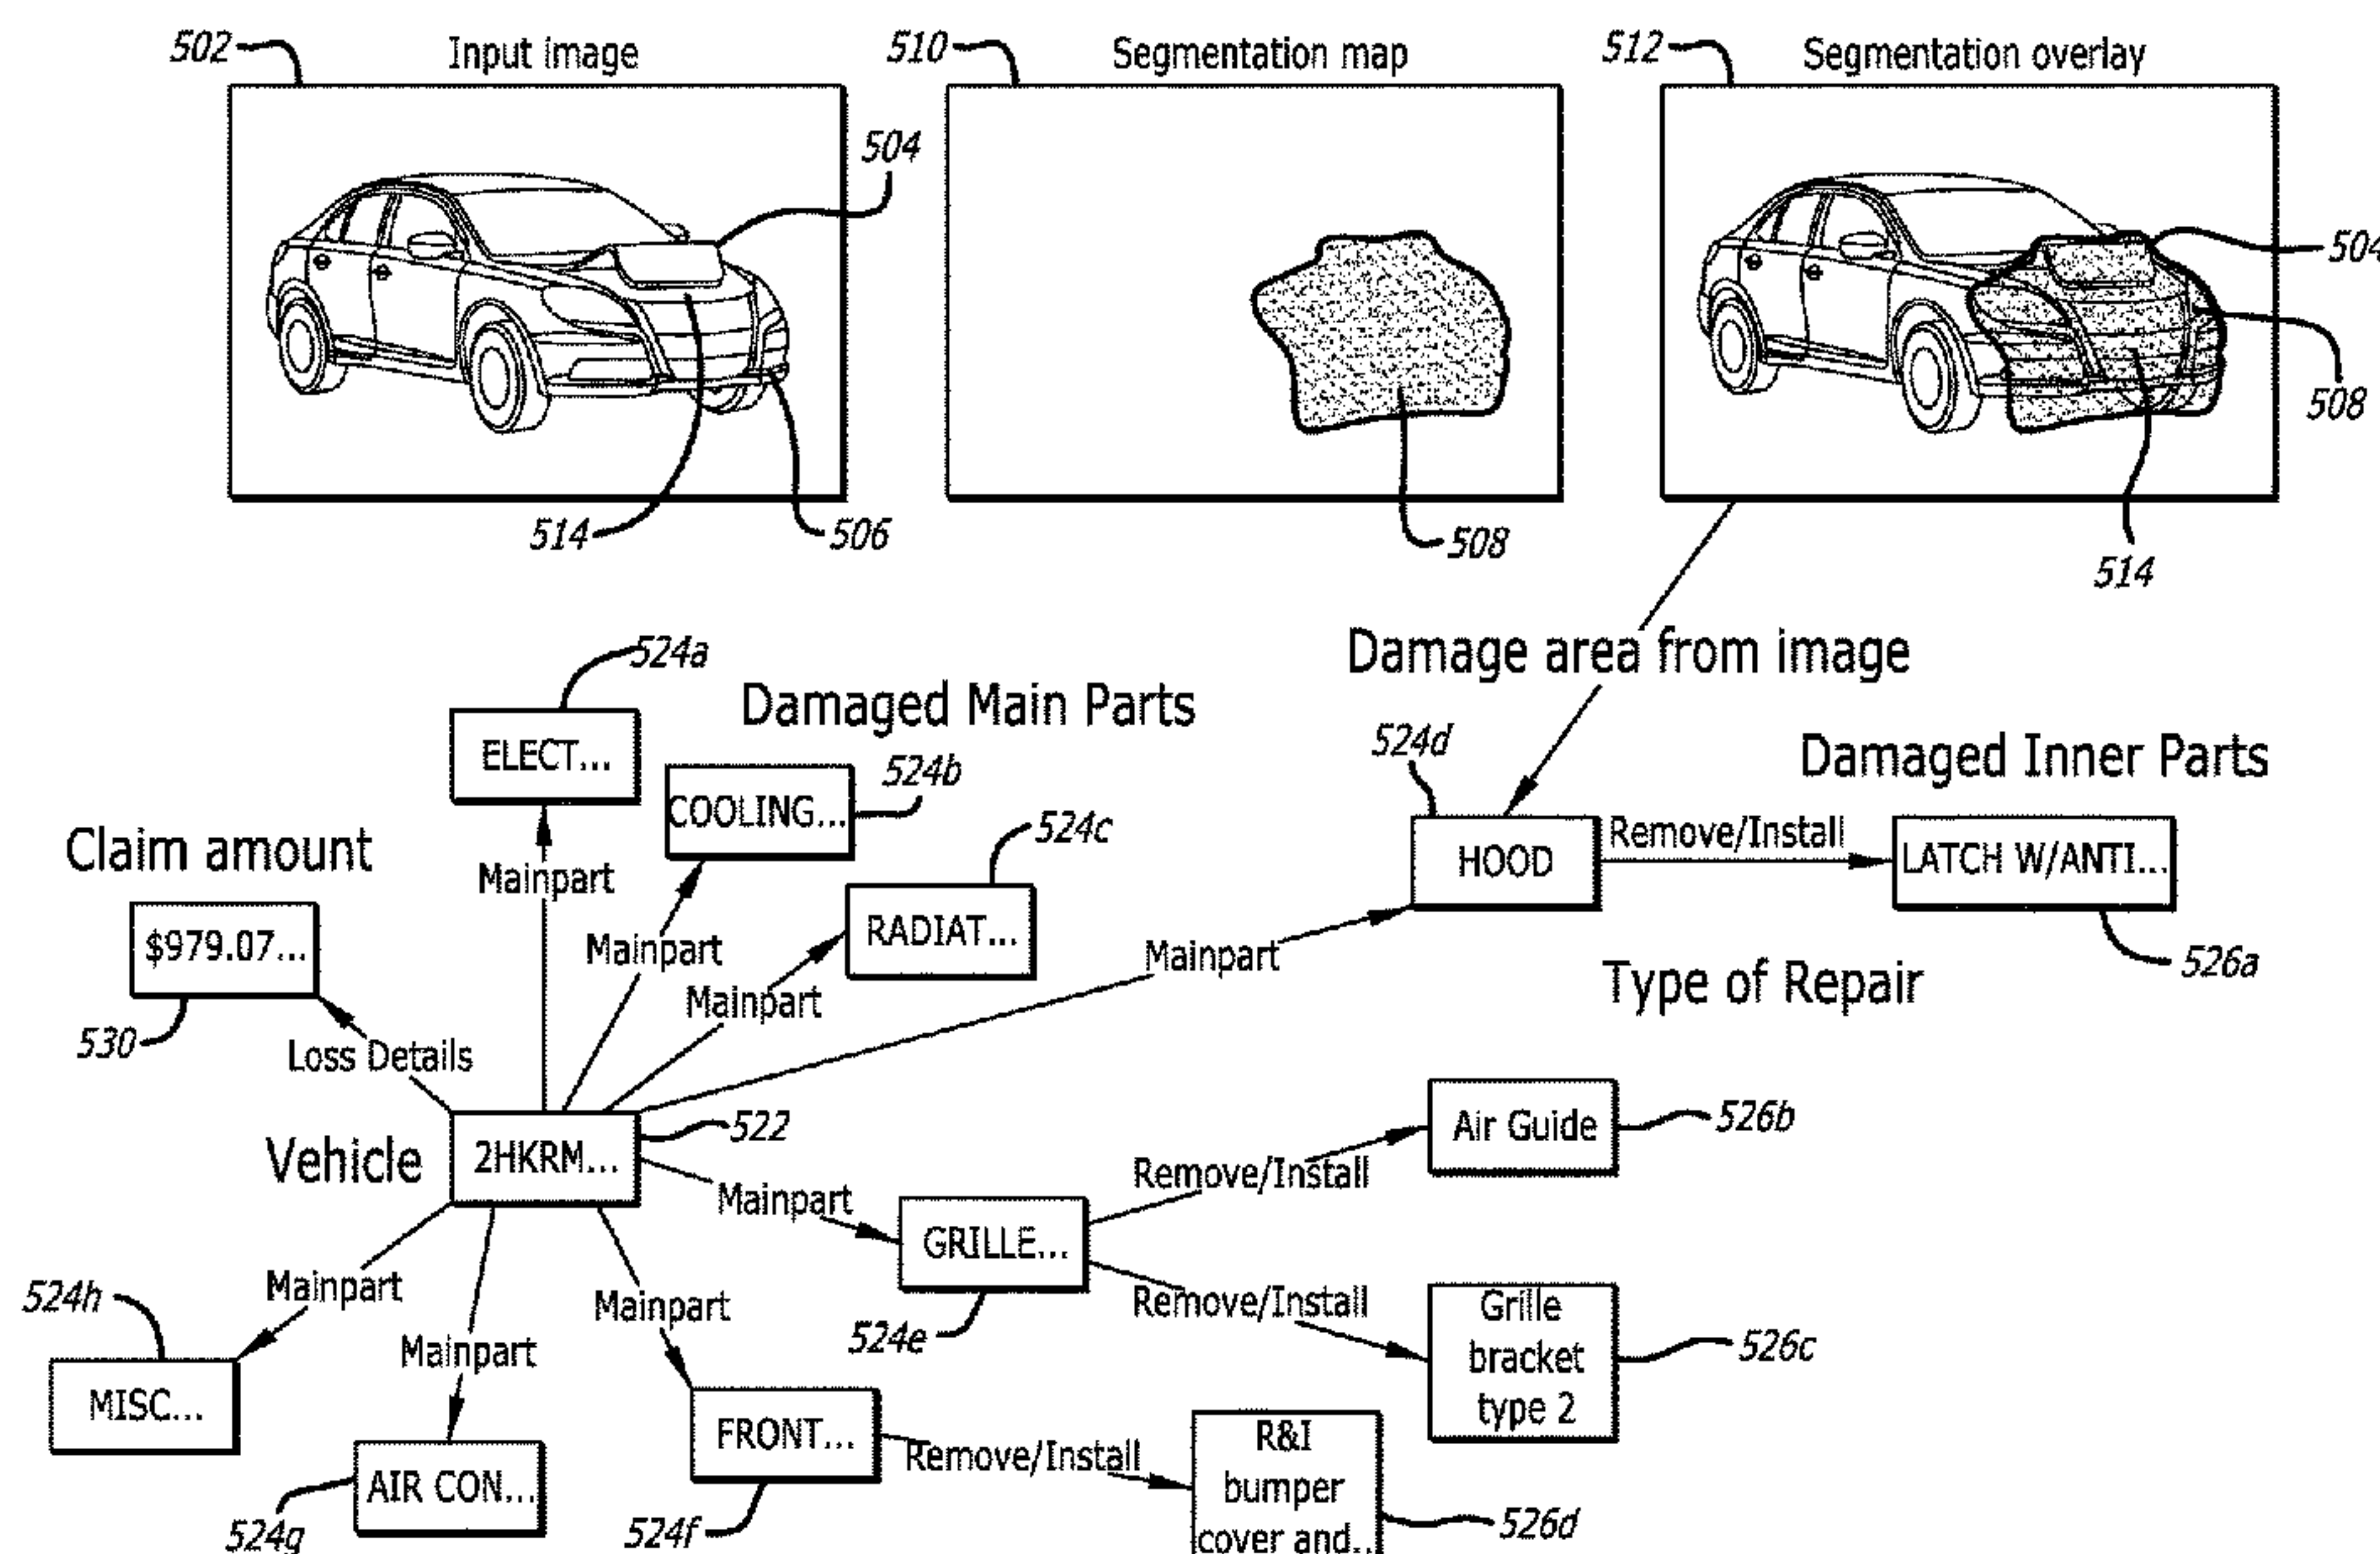 502 Input image
510 Segmentation map
512 Segmentation overlay
504
504
508
514
506
508
514
Damage area from image
524a
Damaged Main Parts
ELECT...
524b
COOLING...
524d
Damaged Inner Parts
Claim amount
Mainpart
524c
HOOD
Remove/Install
LATCH W/ANTI...
$979.07...
Mainpart
RADIAT...
Mainpart
526a
530
Loss Details
Mainpart
Type of Repair
Vehicle
2HKRM...
522
Air Guide
526b
Mainpart
Remove/Install
GRILLE...
524h
Mainpart
Mainpart
Remove/Install
Grille
bracket
type 2
526c
524e
Mainpart
MISC...
FRONT...
Remove/Install
R&I
bumper
cover and...
526d
AIR CON...
524g
524f